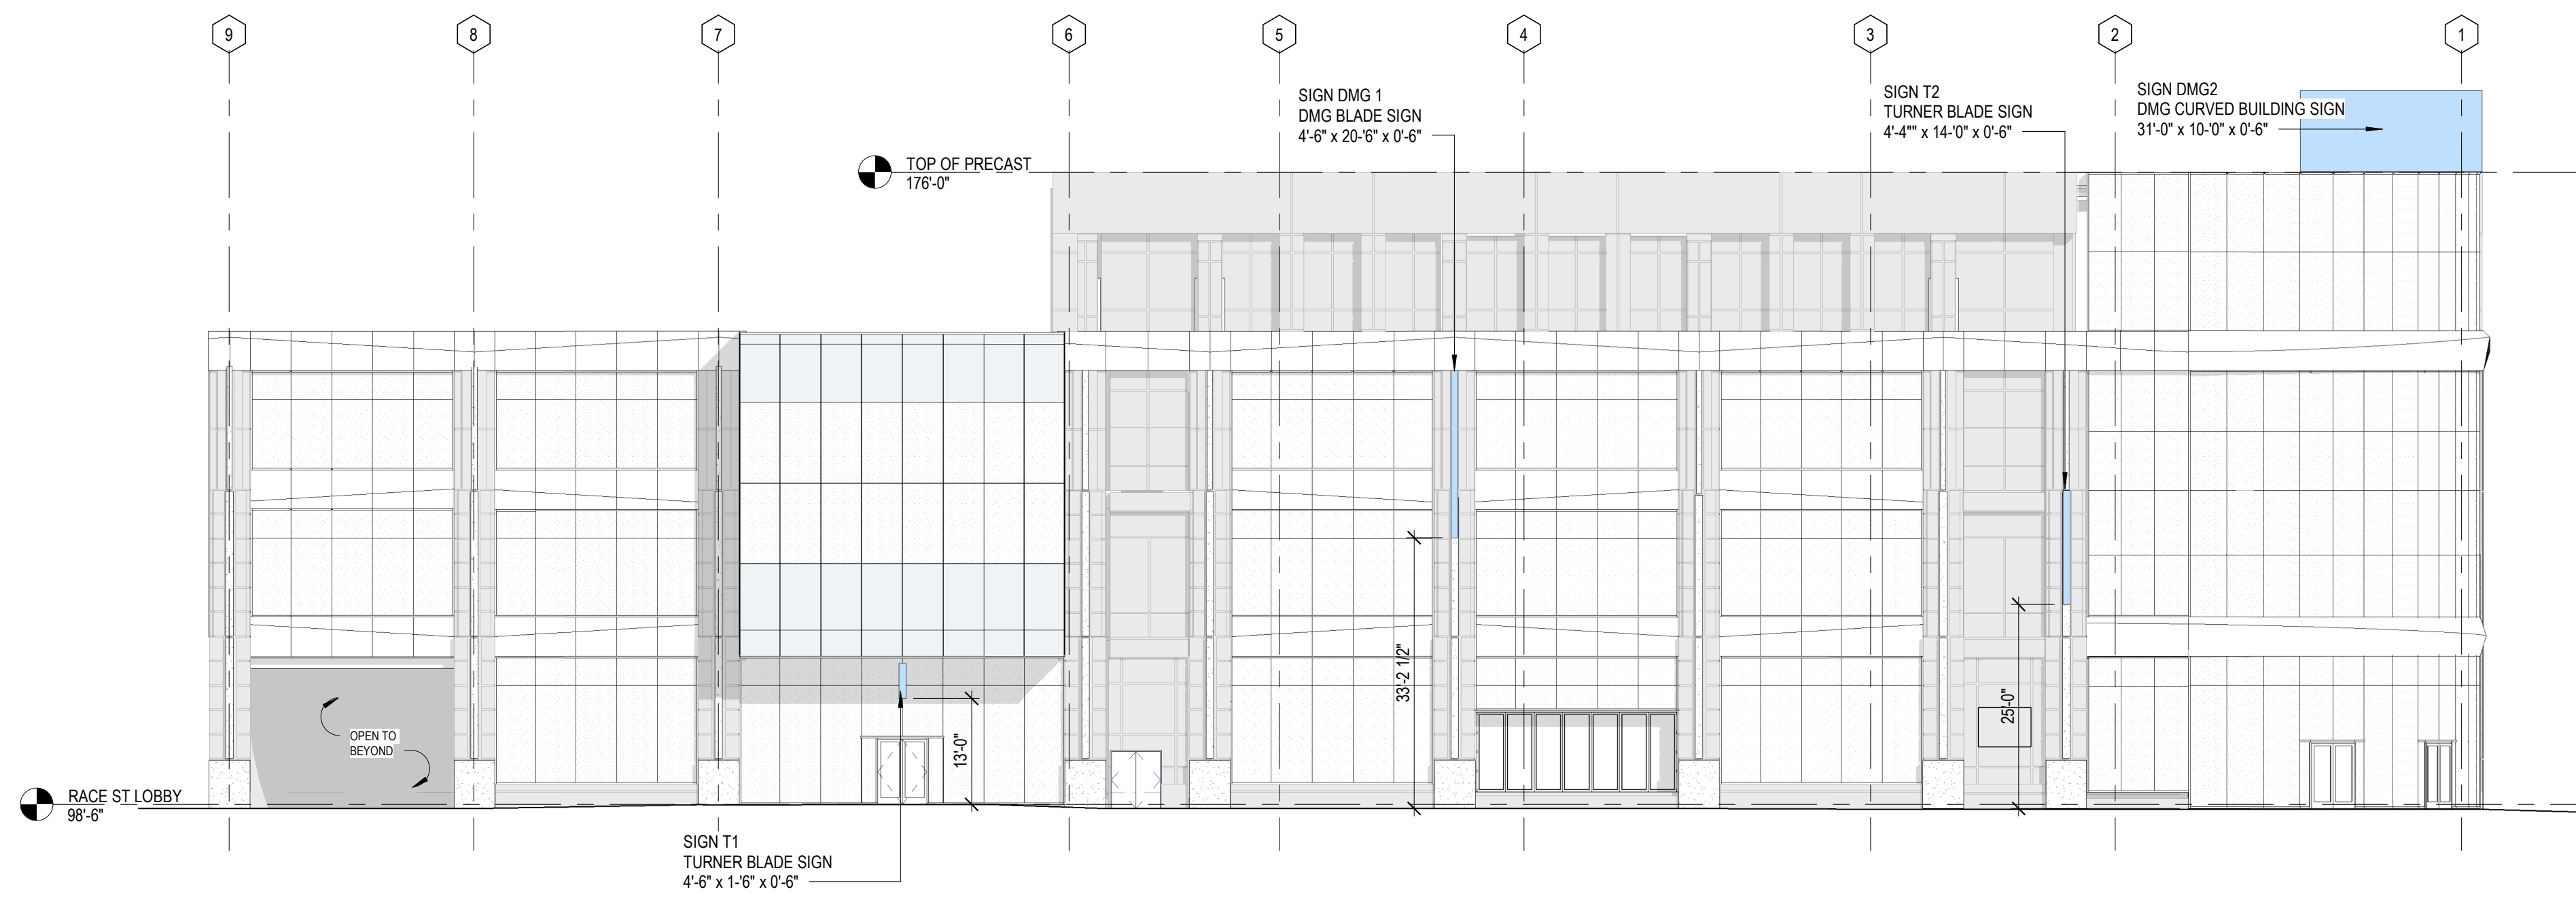 9
8
7
6
5
4
3
2
1
SIGN DMG 1
DMG BLADE SIGN
4'-6" x 20-'6" x 0'-6"
SIGN T2
TURNER BLADE SIGN
4'-4"" x 14-'0" x 0'-6"
SIGN DMG2
DMG CURVED BUILDING SIGN
31'-0" x 10-'0" x 0'-6"
TOP OF PRECAST
176'-0"
33'-2 1/2"
25'-0"
13'-0"
OPEN TO
BEYOND
RACE ST LOBBY
98'-6"
SIGN T1
TURNER BLADE SIGN
4'-6" x 1-'6" x 0'-6"